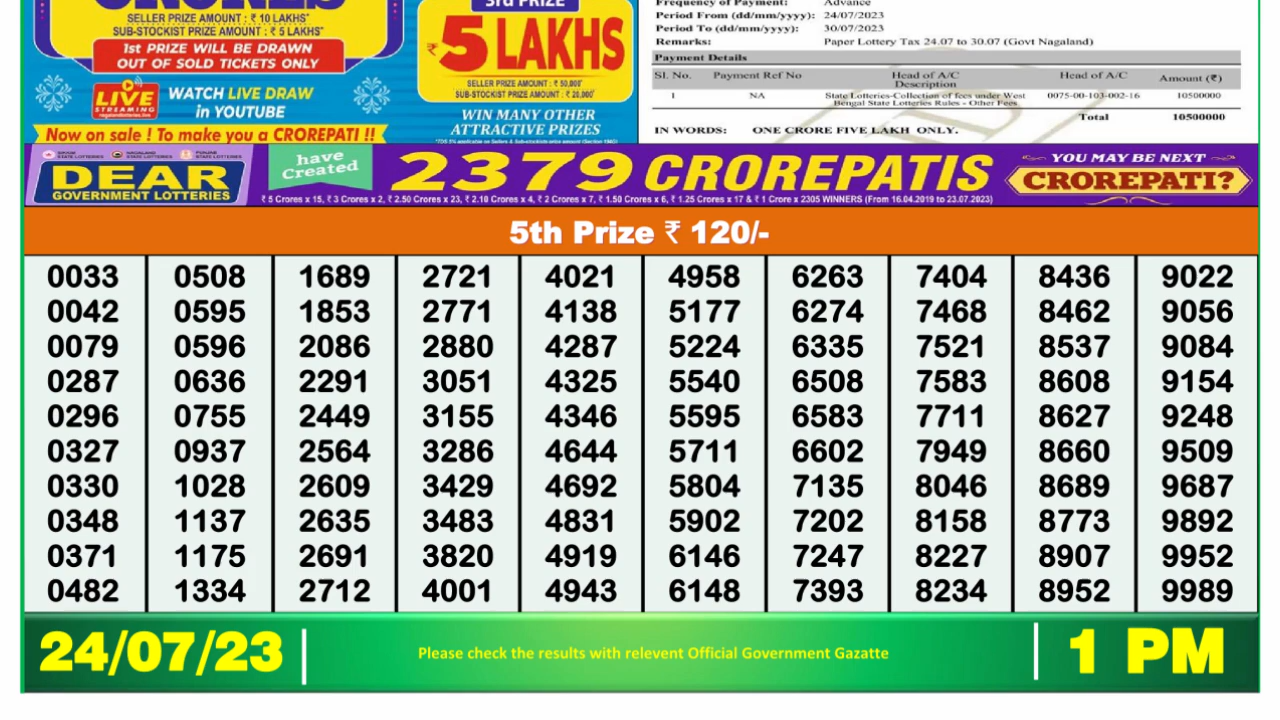 SELLER PRIZE AMOUNT : ₹ 10 LAKHS*
SUB-STOCKIST PRIZE AMOUNT : ₹ 5 LAKHS*
1st PRIZE WILL BE DRAWN
OUT OF SOLD TICKETS ONLY
LIVE
STREAMING
WATCH LIVE DRAW
in YOUTUBE
Now on sale ! To make you a CROREPATI !!
3rd PRIZE
₹ 5 LAKHS
SELLER PRIZE AMOUNT : ₹ 50,000*
SUB-STOCKIST PRIZE AMOUNT : ₹ 20,000*
WIN MANY OTHER
ATTRACTIVE PRIZES
Frequency of Payment: Advance
Period From (dd/mm/yyyy): 24/07/2023
Period To (dd/mm/yyyy): 30/07/2023
Remarks: Paper Lottery Tax 24.07 to 30.07 (Govt Nagaland)
Payment Details
Sl. No. Payment Ref No Head of A/C Description Head of A/C Amount (₹)
1 NA State Lotteries-Collection of fees under West Bengal State Lotteries Rules - Other Fees 0075-00-103-002-16 10500000
Total 10500000
IN WORDS: ONE CRORE FIVE LAKH ONLY.
DEAR
GOVERNMENT LOTTERIES
have
Created
2379 CROREPATIS
₹ 5 Crores x 15, ₹ 3 Crores x 2, ₹ 2.50 Crores x 23, ₹ 2.10 Crores x 4, ₹ 2 Crores x 7, ₹ 1.50 Crores x 6, ₹ 1.25 Crores x 17 & ₹ 1 Crore x 2305 WINNERS (From 16.04.2019 to 23.07.2023)
YOU MAY BE NEXT
CROREPATI?
5th Prize ₹ 120/-
0033 0508 1689 2721 4021 4958 6263 7404 8436 9022
0042 0595 1853 2771 4138 5177 6274 7468 8462 9056
0079 0596 2086 2880 4287 5224 6335 7521 8537 9084
0287 0636 2291 3051 4325 5540 6508 7583 8608 9154
0296 0755 2449 3155 4346 5595 6583 7711 8627 9248
0327 0937 2564 3286 4644 5711 6602 7949 8660 9509
0330 1028 2609 3429 4692 5804 7135 8046 8689 9687
0348 1137 2635 3483 4831 5902 7202 8158 8773 9892
0371 1175 2691 3820 4919 6146 7247 8227 8907 9952
0482 1334 2712 4001 4943 6148 7393 8234 8952 9989
24/07/23
Please check the results with relevent Official Government Gazatte
1 PM